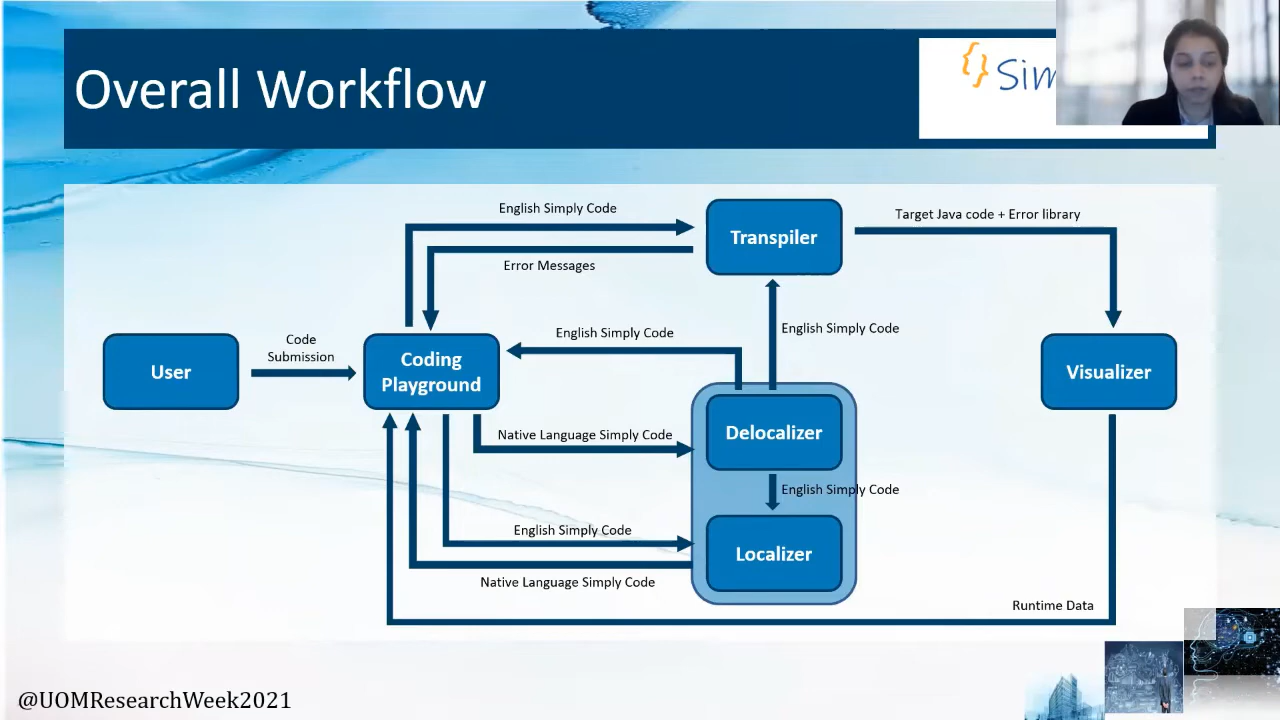 Overall Workflow
{} Sim
English Simply Code
Transpiler
Target Java code + Error library
Error Messages
English Simply Code
English Simply Code
Code
Submission
User
Coding
Playground
Visualizer
Native Language Simply Code
Delocalizer
English Simply Code
English Simply Code
Localizer
Native Language Simply Code
Runtime Data
@UOMResearchWeek2021